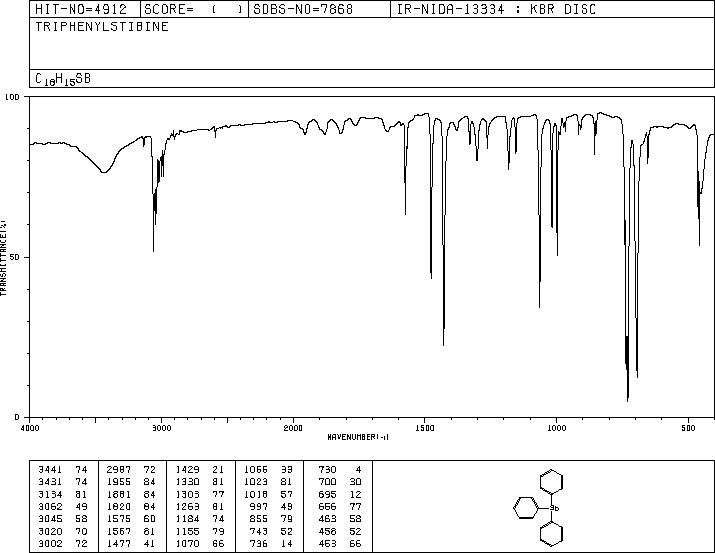 HIT-NO=4912 SCORE= ( ) SDBS-NO=7868 IR-NIDA-13334 : KBR DISC
TRIPHENYLSTIBINE
C18H15SB
100
TRANSMITTANCE(%)
50
0
4000 3000 2000 1500 1000 500
WAVENUMBER(-1)
3441 74 2987 72 1429 21 1066 33 730 4
3431 74 1955 84 1330 81 1023 81 700 30
3134 81 1881 84 1303 77 1018 57 695 12
3062 49 1820 84 1263 81 997 49 656 77
3045 58 1575 60 1184 74 855 79 463 58
3020 70 1567 81 1155 79 743 52 458 52
3002 72 1477 41 1070 66 736 14 453 66
Sb